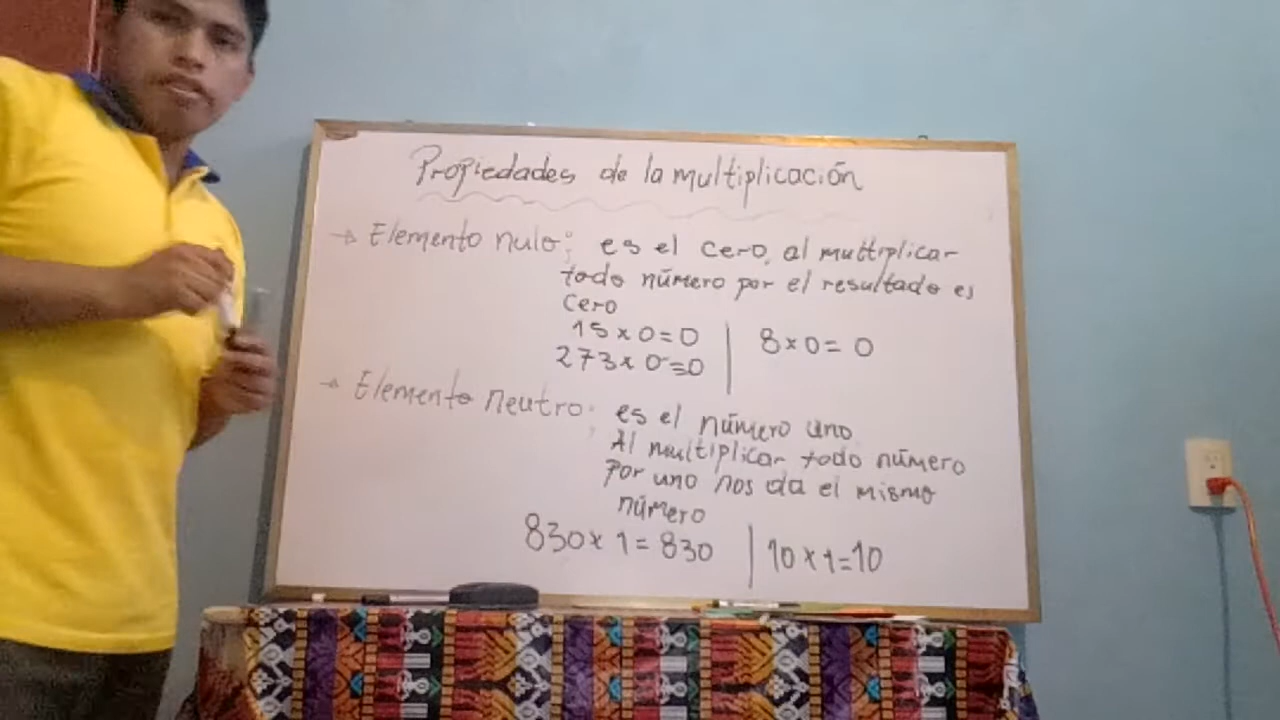 Propiedades de la multiplicación
→ Elemento nulo: es el cero, al multiplicar
todo número por el resultado es
cero
15 x 0 = 0 | 8 x 0 = 0
273 x 0 = 0
→ Elemento neutro: es el número uno
Al multiplicar todo número
Por uno nos da el mismo
número
830 x 1 = 830 | 10 x 1 = 10